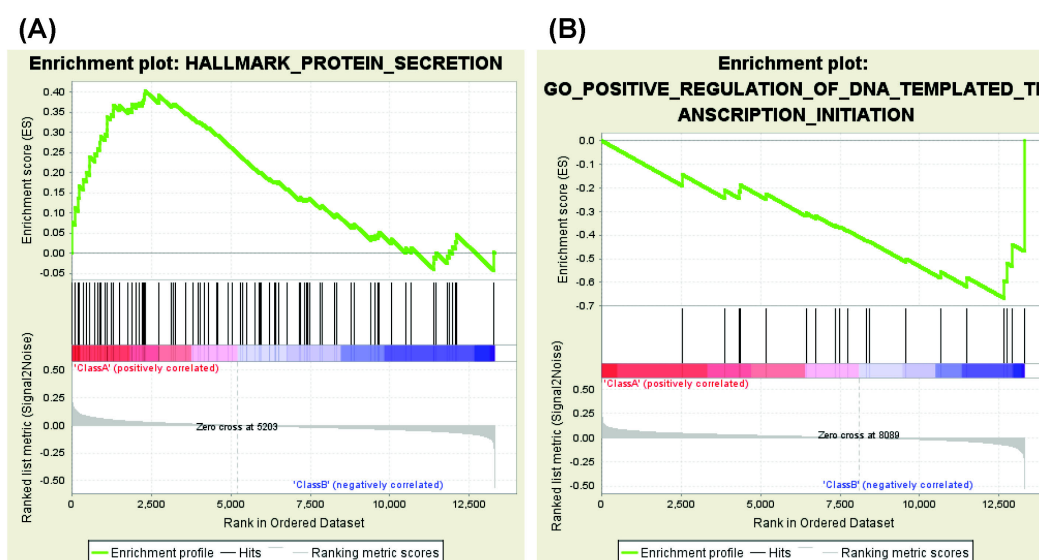 (A)
Enrichment plot: HALLMARK_PROTEIN_SECRETION
Enrichment score (ES)
0.40
0.35
0.30
0.25
0.20
0.15
0.10
0.05
0.00
-0.05
'ClassA' (positively correlated)
Ranked list metric (Signal2Noise)
0.50
0.25
0.00
-0.25
-0.50
Zero cross at 5203
'ClassB' (negatively correlated)
0 2,500 5,000 7,500 10,000 12,500
Rank in Ordered Dataset
Enrichment profile Hits Ranking metric scores
(B)
Enrichment plot:
GO_POSITIVE_REGULATION_OF_DNA_TEMPLATED_TR
ANSCRIPTION_INITIATION
Enrichment score (ES)
0.0
-0.1
-0.2
-0.3
-0.4
-0.5
-0.6
-0.7
'ClassA' (positively correlated)
Ranked list metric (Signal2Noise)
0.50
0.25
0.00
-0.25
-0.50
Zero cross at 8089
'ClassB' (negatively correlated)
0 2,500 5,000 7,500 10,000 12,500
Rank in Ordered Dataset
Enrichment profile Hits Ranking metric scores